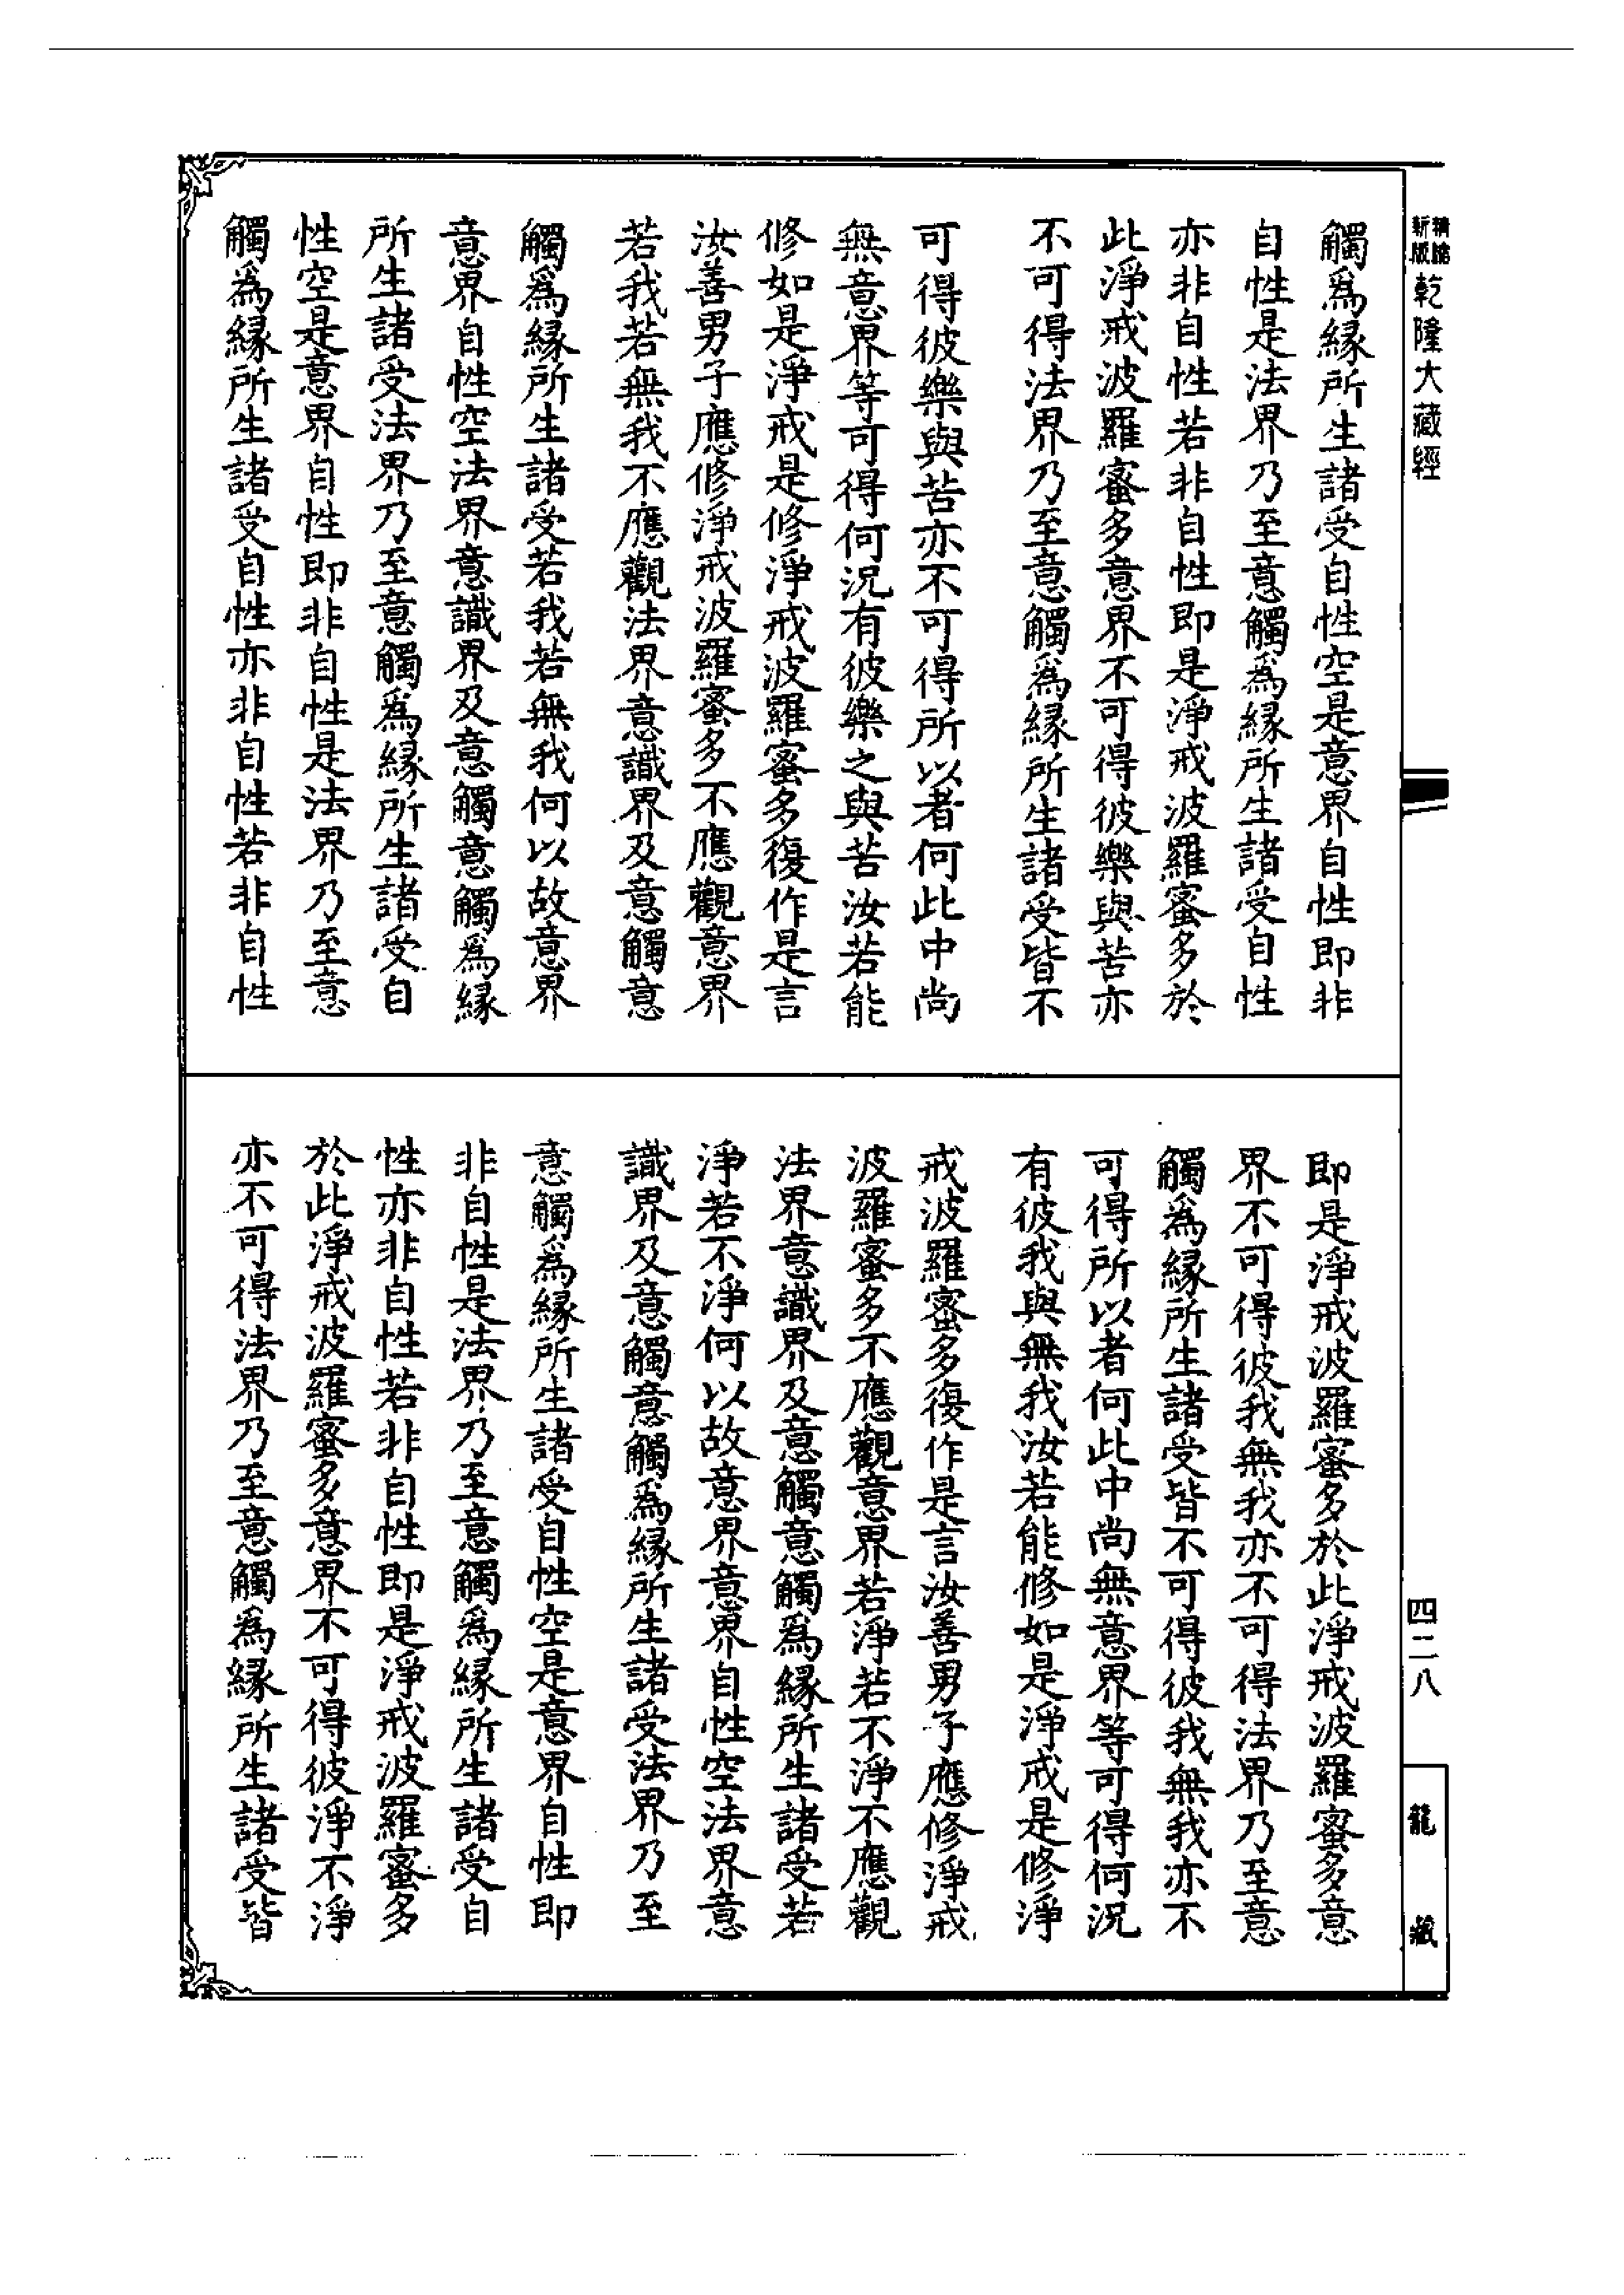 新版
乾隆大藏經
觸爲緣所生諸受自性空是意界自性即非
自性是法界乃至意觸爲緣所生諸受自性
亦非自性若非自性即是淨戒波羅蜜多於
此淨戒波羅蜜多意界不可得彼樂與苦亦
不可得法界乃至意觸爲緣所生諸受皆不
可得彼樂與苦亦不可得所以者何此中尚
無意界等可得何況有彼樂之與苦汝若能
修如是淨戒是修淨戒波羅蜜多復作是言
汝善男子應修淨戒波羅蜜多不應觀意界
若我若無我不應觀法界意識界及意觸意
觸爲緣所生諸受若我若無我何以故意界
意界自性空法界意識界及意觸意觸爲緣
所生諸受法界乃至意觸爲緣所生諸受自
性空是意界自性即非自性是法界乃至意
觸爲緣所生諸受自性亦非自性若非自性
即是淨戒波羅蜜多於此淨戒波羅蜜多意
界不可得彼我無我亦不可得法界乃至意
觸爲緣所生諸受皆不可得彼我無我亦不
可得所以者何此中尚無意界等可得何況
有彼我與無我汝若能修如是淨戒是修淨
戒波羅蜜多復作是言汝善男子應修淨戒
波羅蜜多不應觀意界若淨若不淨不應觀
法界意識界及意觸意觸爲緣所生諸受若
淨若不淨何以故意界意界自性空法界意
識界及意觸意觸爲緣所生諸受法界乃至
意觸爲緣所生諸受自性空是意界自性即
非自性是法界乃至意觸爲緣所生諸受自
性亦非自性若非自性即是淨戒波羅蜜多
於此淨戒波羅蜜多意界不可得彼淨不淨
亦不可得法界乃至意觸爲緣所生諸受皆
四二八
龍藏